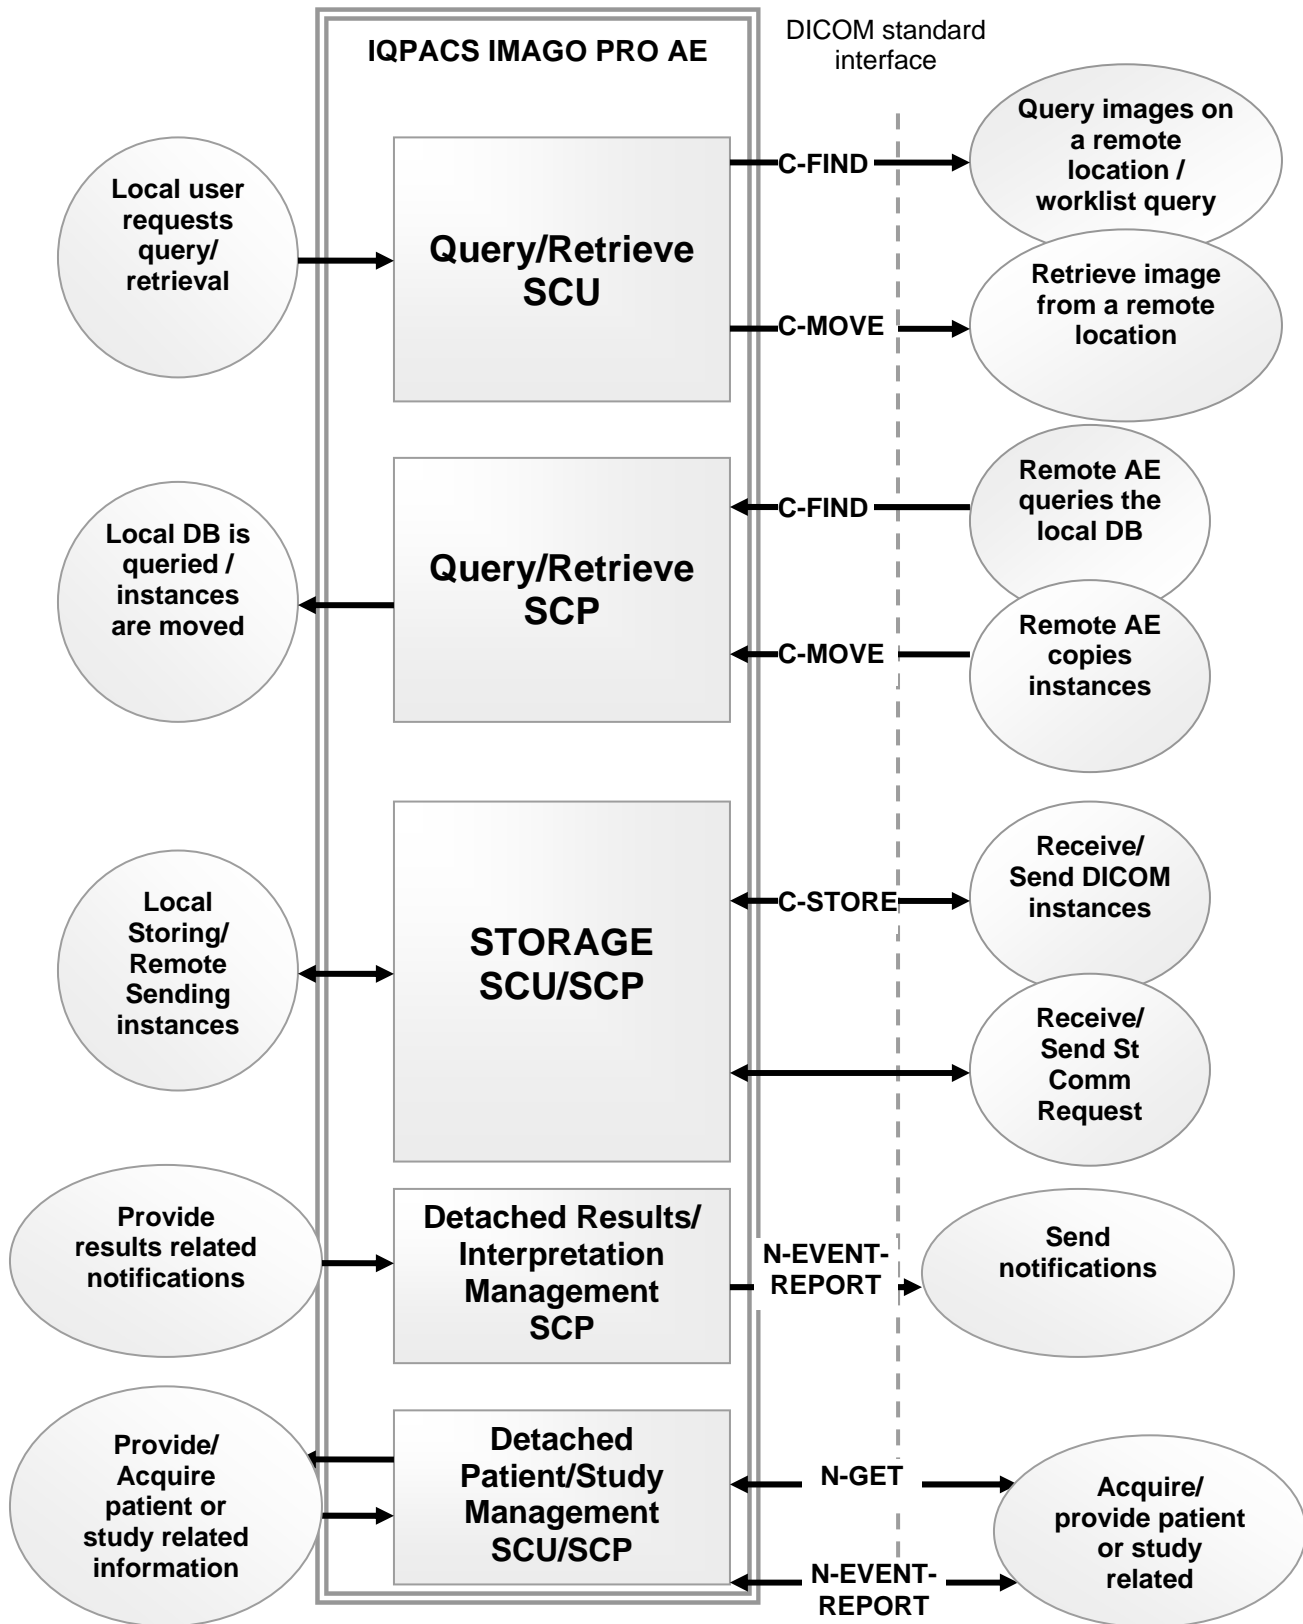 IQPACS IMAGO PRO AE
DICOM standard
interface
Local user
requests
query/
retrieval
Query/Retrieve
SCU
C-FIND
C-MOVE
Query images on
a remote
location /
worklist query
Retrieve image
from a remote
location
Local DB is
queried /
instances
are moved
Query/Retrieve
SCP
C-FIND
C-MOVE
Remote AE
queries the
local DB
Remote AE
copies
instances
Local
Storing/
Remote
Sending
instances
STORAGE
SCU/SCP
C-STORE
Receive/
Send DICOM
instances
Receive/
Send St
Comm
Request
Provide
results related
notifications
Detached Results/
Interpretation
Management
SCP
N-EVENT-
REPORT
Send
notifications
Provide/
Acquire
patient or
study related
information
Detached
Patient/Study
Management
SCU/SCP
N-GET
N-EVENT-
REPORT
Acquire/
provide patient
or study
related